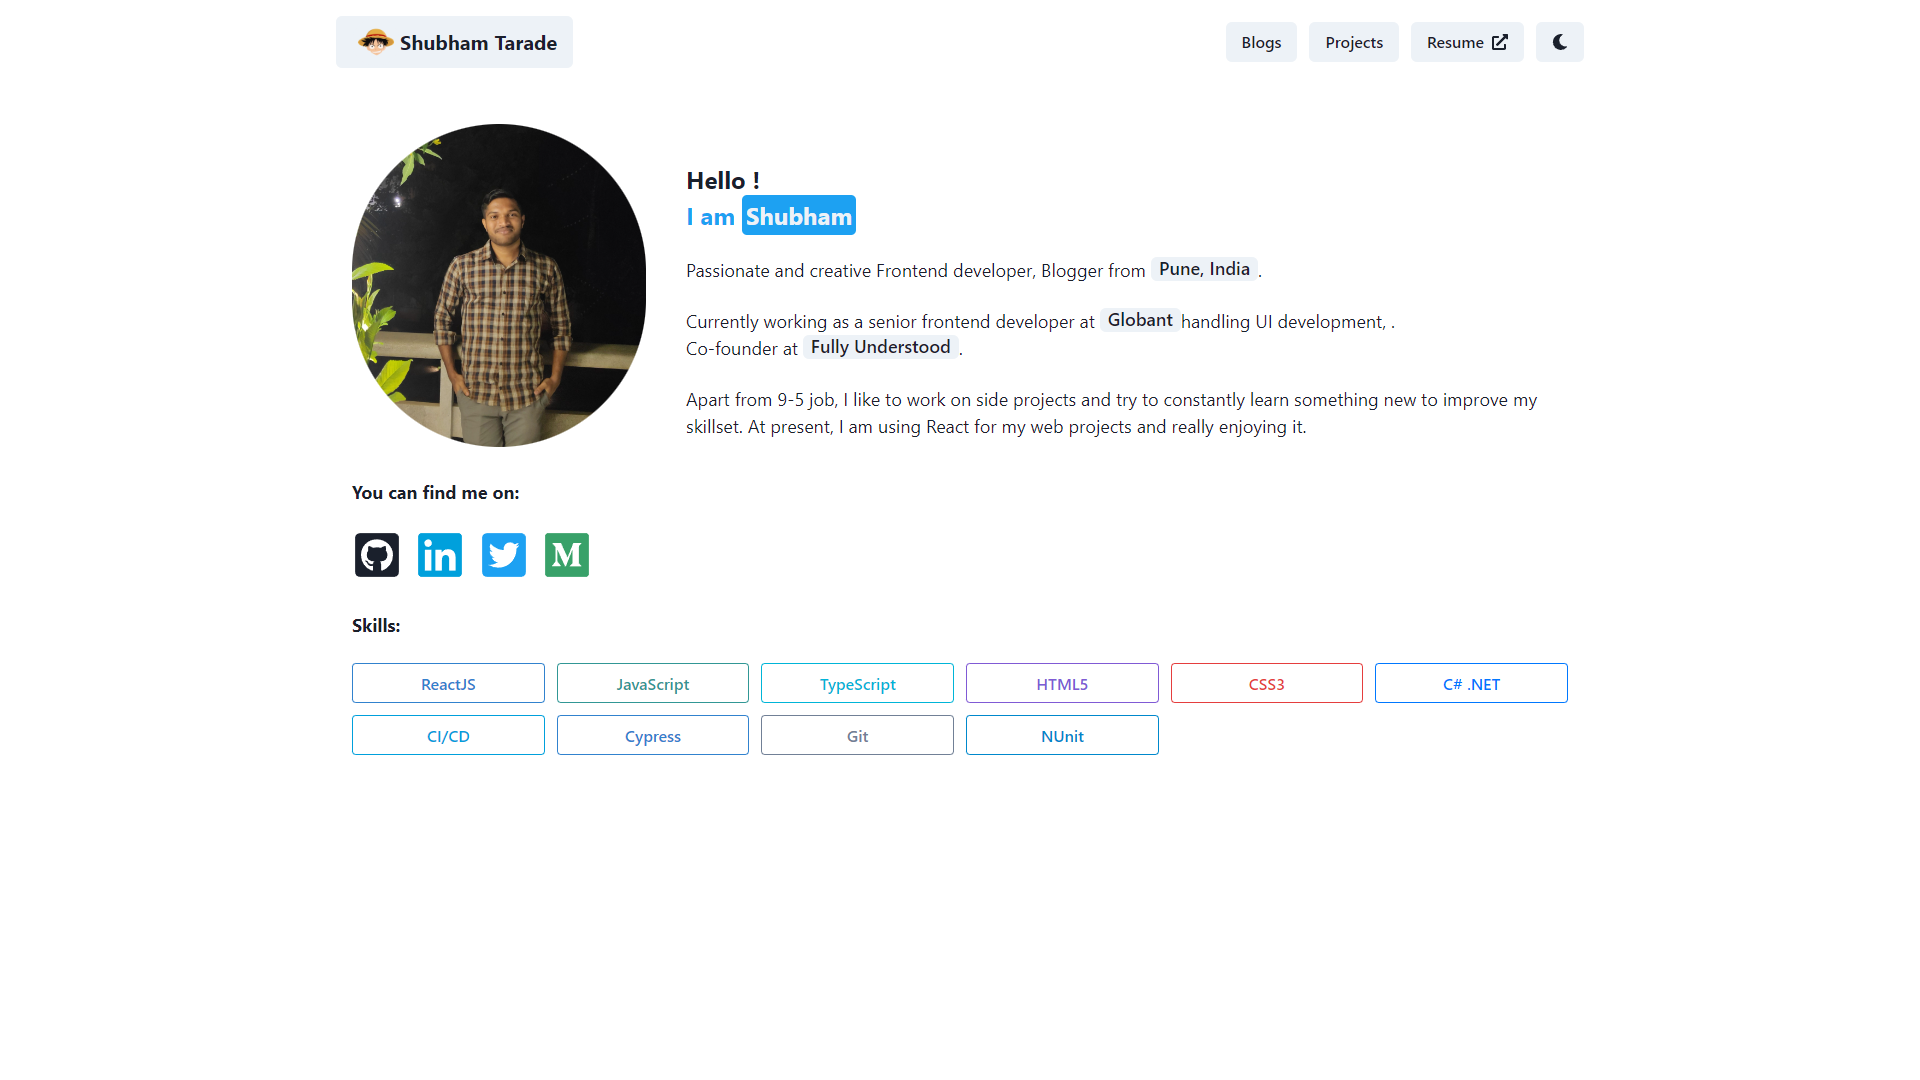 Shubham Tarade
Blogs
Projects
Resume
Hello !
I am Shubham
Passionate and creative Frontend developer, Blogger from Pune, India .
Currently working as a senior frontend developer at Globant handling UI development, .
Co-founder at Fully Understood .
Apart from 9-5 job, I like to work on side projects and try to constantly learn something new to improve my
skillset. At present, I am using React for my web projects and really enjoying it.
You can find me on:
in
M
Skills:
ReactJS
JavaScript
TypeScript
HTML5
CSS3
C# .NET
CI/CD
Cypress
Git
NUnit